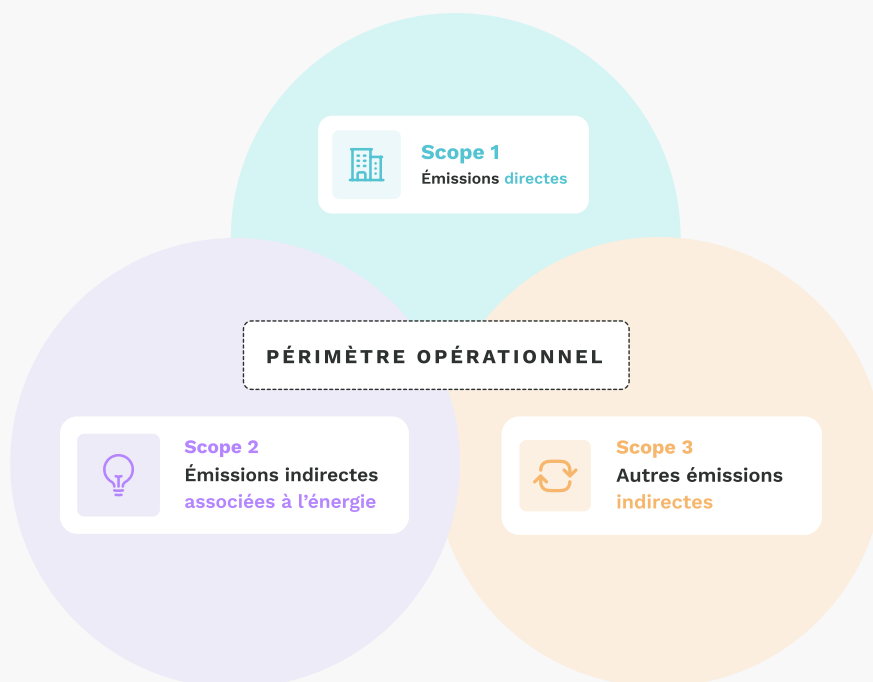 Scope 1
Émissions directes
PÉRIMÈTRE OPÉRATIONNEL
Scope 2
Émissions indirectes
associées à l’énergie
Scope 3
Autres émissions
indirectes